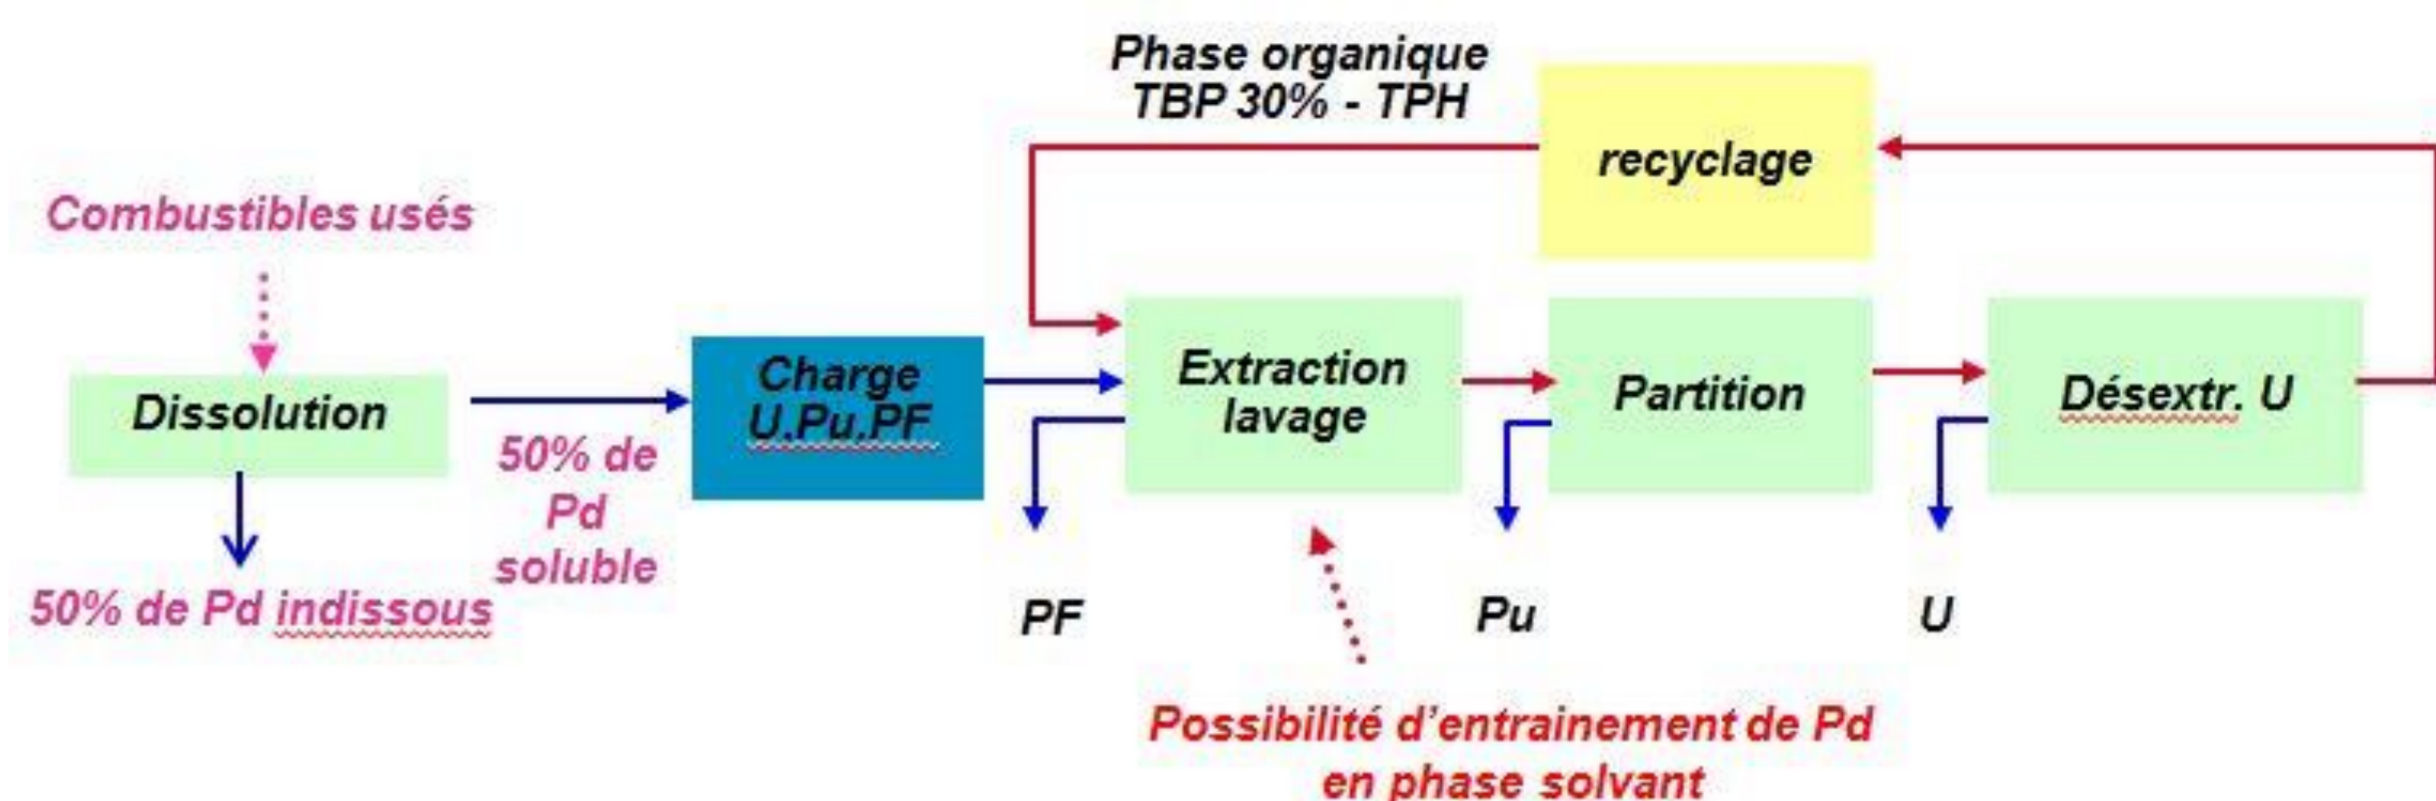 Phase organique
TBP 30% - TPH
recyclage
Combustibles usés
Dissolution
50% de
Pd
soluble
50% de Pd indissous
Charge
U.Pu.PF
Extraction
lavage
Partition
Désextr. U
PF
Pu
U
Possibilité d'entrainement de Pd
en phase solvant